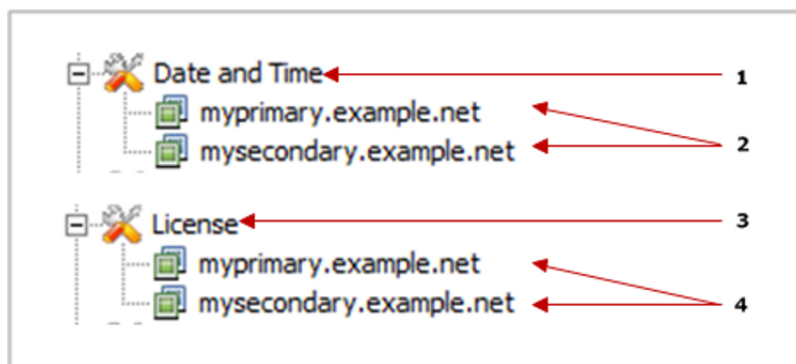 Date and Time 1
myprimary.example.net
2
mysecondary.example.net
License 3
myprimary.example.net
mysecondary.example.net 4